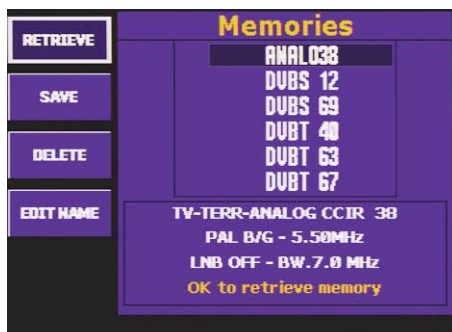 Memories
RETRIEVE
SAVE
DELETE
EDIT NAME
ANAL038
DVBS 12
DVBS 69
DVBT 40
DVBT 63
DVBT 67
TV-TERR-ANALOG CCIR 38
PAL B/G - 5.50MHz
LNB OFF - BW.7.0 MHz
OK to retrieve memory